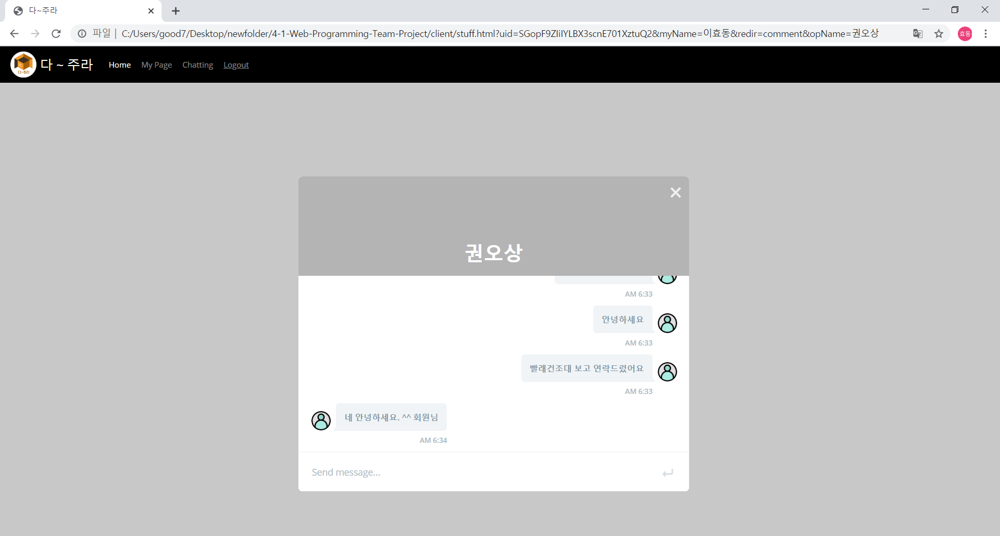 다~주라
파일 | C:/Users/good7/Desktop/newfolder/4-1-Web-Programming-Team-Project/client/stuff.html?uid=SGopF9ZIiIYLBX3scnE701XztuQ2&myName=이효동&redir=comment&opName=권오상
효동
다~주라
다 ~ 주라 Home My Page Chatting Logout
권오상
AM 6:33
안녕하세요
AM 6:33
빨래건조대 보고 연락드렸어요
AM 6:33
네 안녕하세요. ^^ 회원님
AM 6:34
Send message...